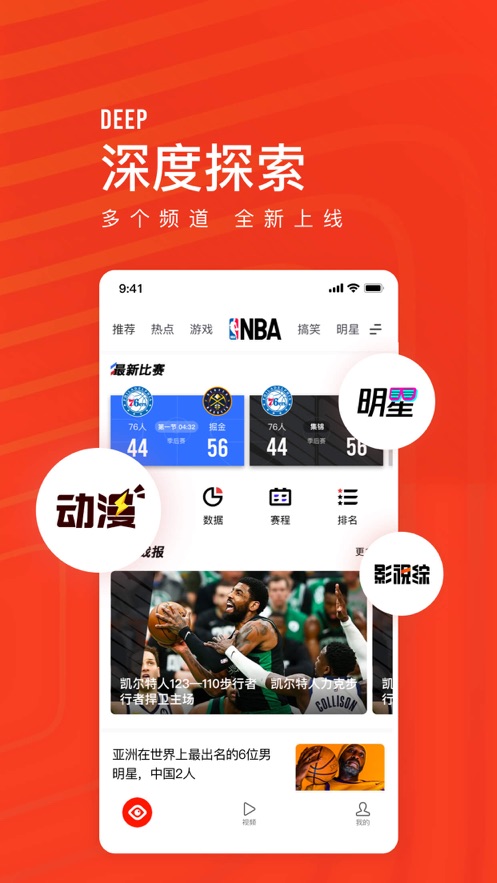 DEEP
深度探索
多个频道 全新上线
9:41
推荐 热点 游戏 NBA 搞笑 明星
最新比赛
明星
76人 第一节 04:32 掘金
44 季后赛 56
76人 集锦
44 季后赛 56
动漫
数据 赛程 排名
战报
影视综
凯尔特人123—110步行者
行者捍卫主场
凯尔特人力克步
COLLISON
凯
行
亚洲在世界上最出名的6位男
明星，中国2人
视频 我的